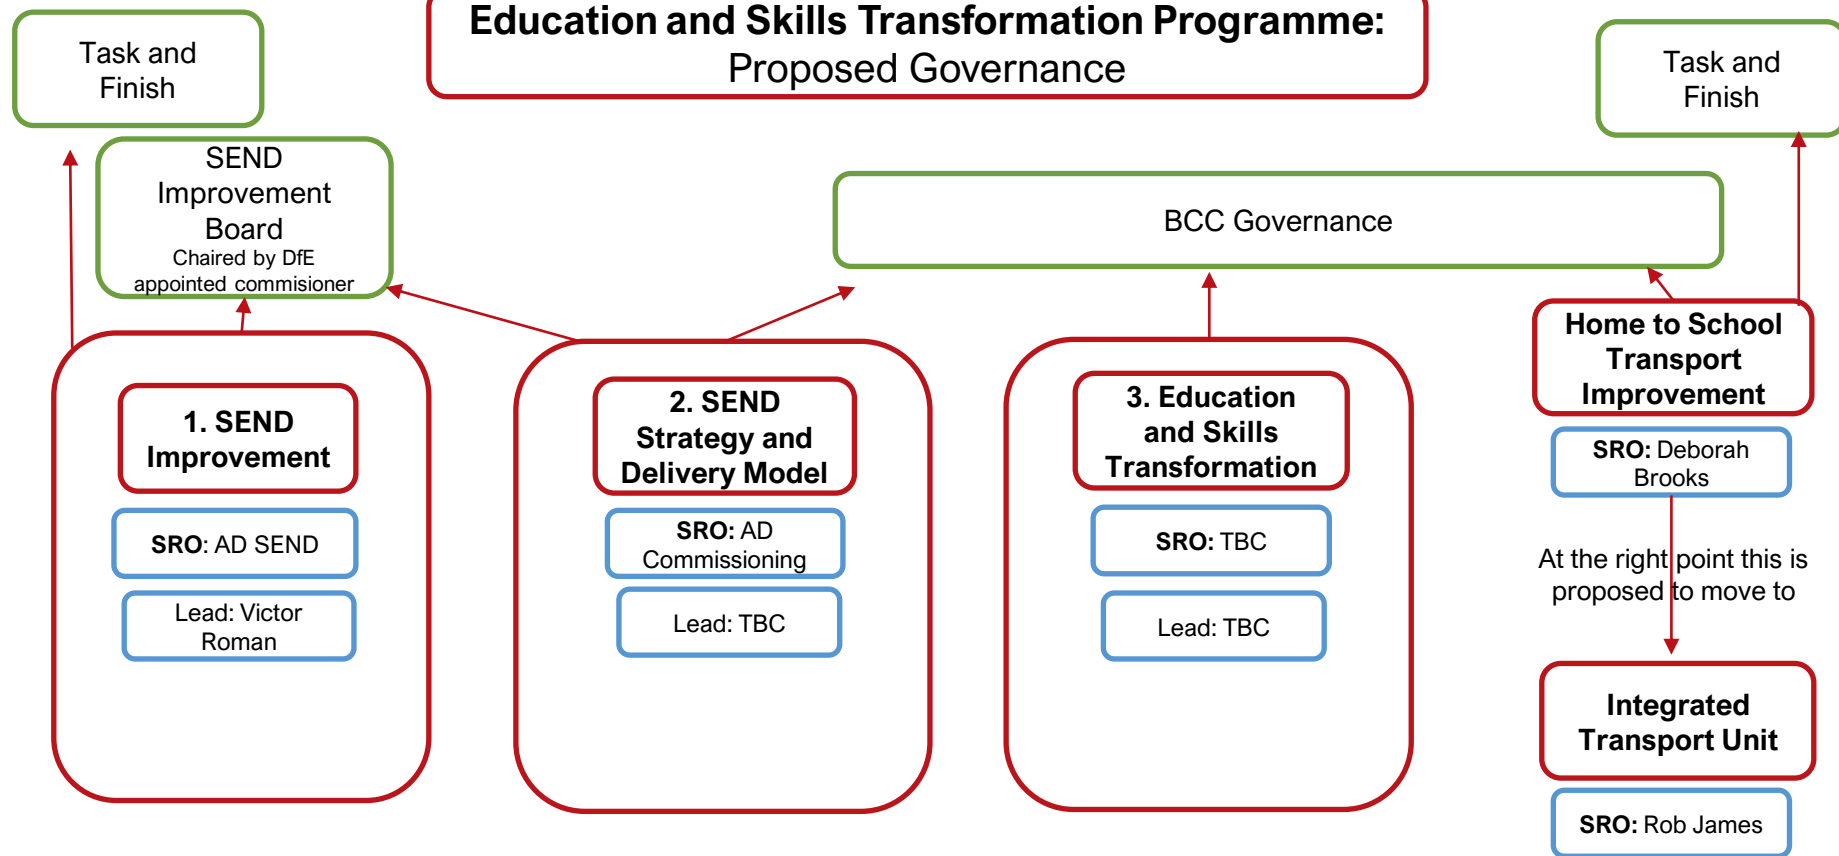 Education and Skills Transformation Programme:
Proposed Governance
Task and
Finish
Task and
Finish
SEND
Improvement
Board
Chaired by DfE
appointed commisioner
BCC Governance
1. SEND
Improvement
SRO: AD SEND
Lead: Victor
Roman
2. SEND
Strategy and
Delivery Model
SRO: AD
Commissioning
Lead: TBC
3. Education
and Skills
Transformation
SRO: TBC
Lead: TBC
Home to School
Transport
Improvement
SRO: Deborah
Brooks
At the right point this is
proposed to move to
Integrated
Transport Unit
SRO: Rob James